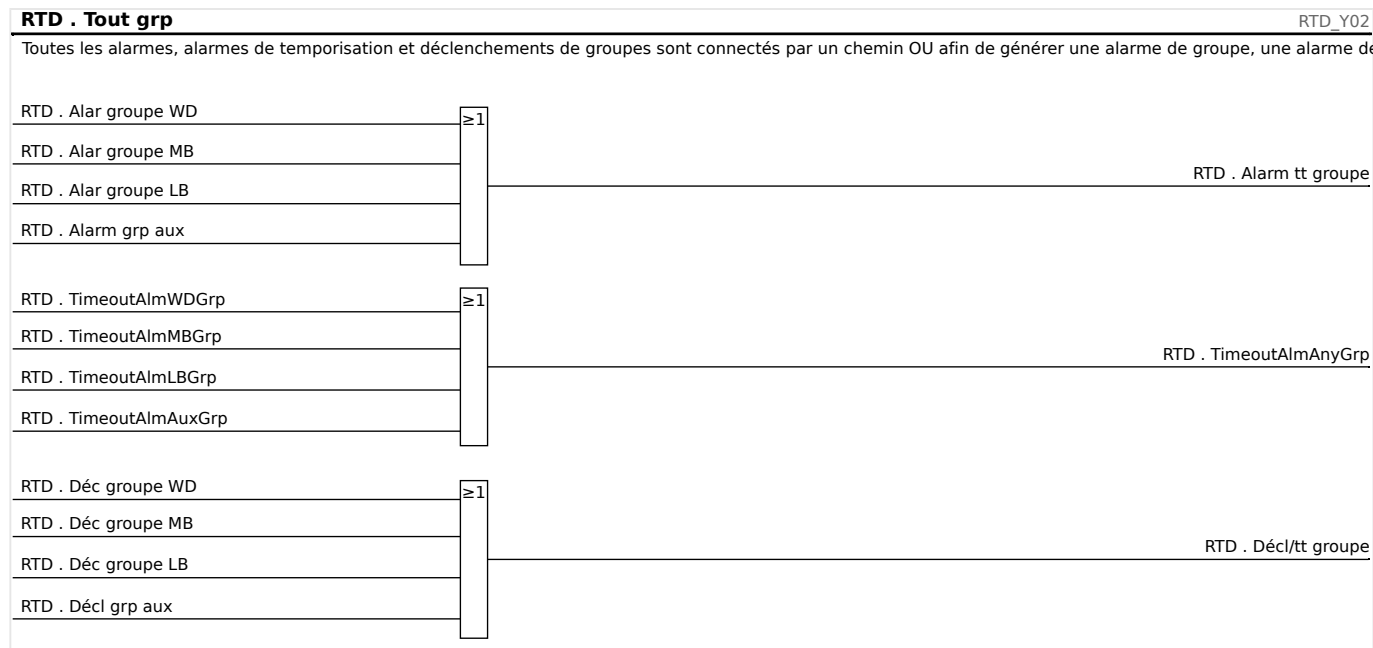 RTD . Tout grp
RTD_Y02
Toutes les alarmes, alarmes de temporisation et déclenchements de groupes sont connectés par un chemin OU afin de générer une alarme de groupe, une alarme de
RTD . Alar groupe WD
≥1
RTD . Alar groupe MB
RTD . Alarm tt groupe
RTD . Alar groupe LB
RTD . Alarm grp aux
RTD . TimeoutAlmWDGrp
≥1
RTD . TimeoutAlmMBGrp
RTD . TimeoutAlmAnyGrp
RTD . TimeoutAlmLBGrp
RTD . TimeoutAlmAuxGrp
RTD . Déc groupe WD
≥1
RTD . Déc groupe MB
RTD . Décl/tt groupe
RTD . Déc groupe LB
RTD . Décl grp aux